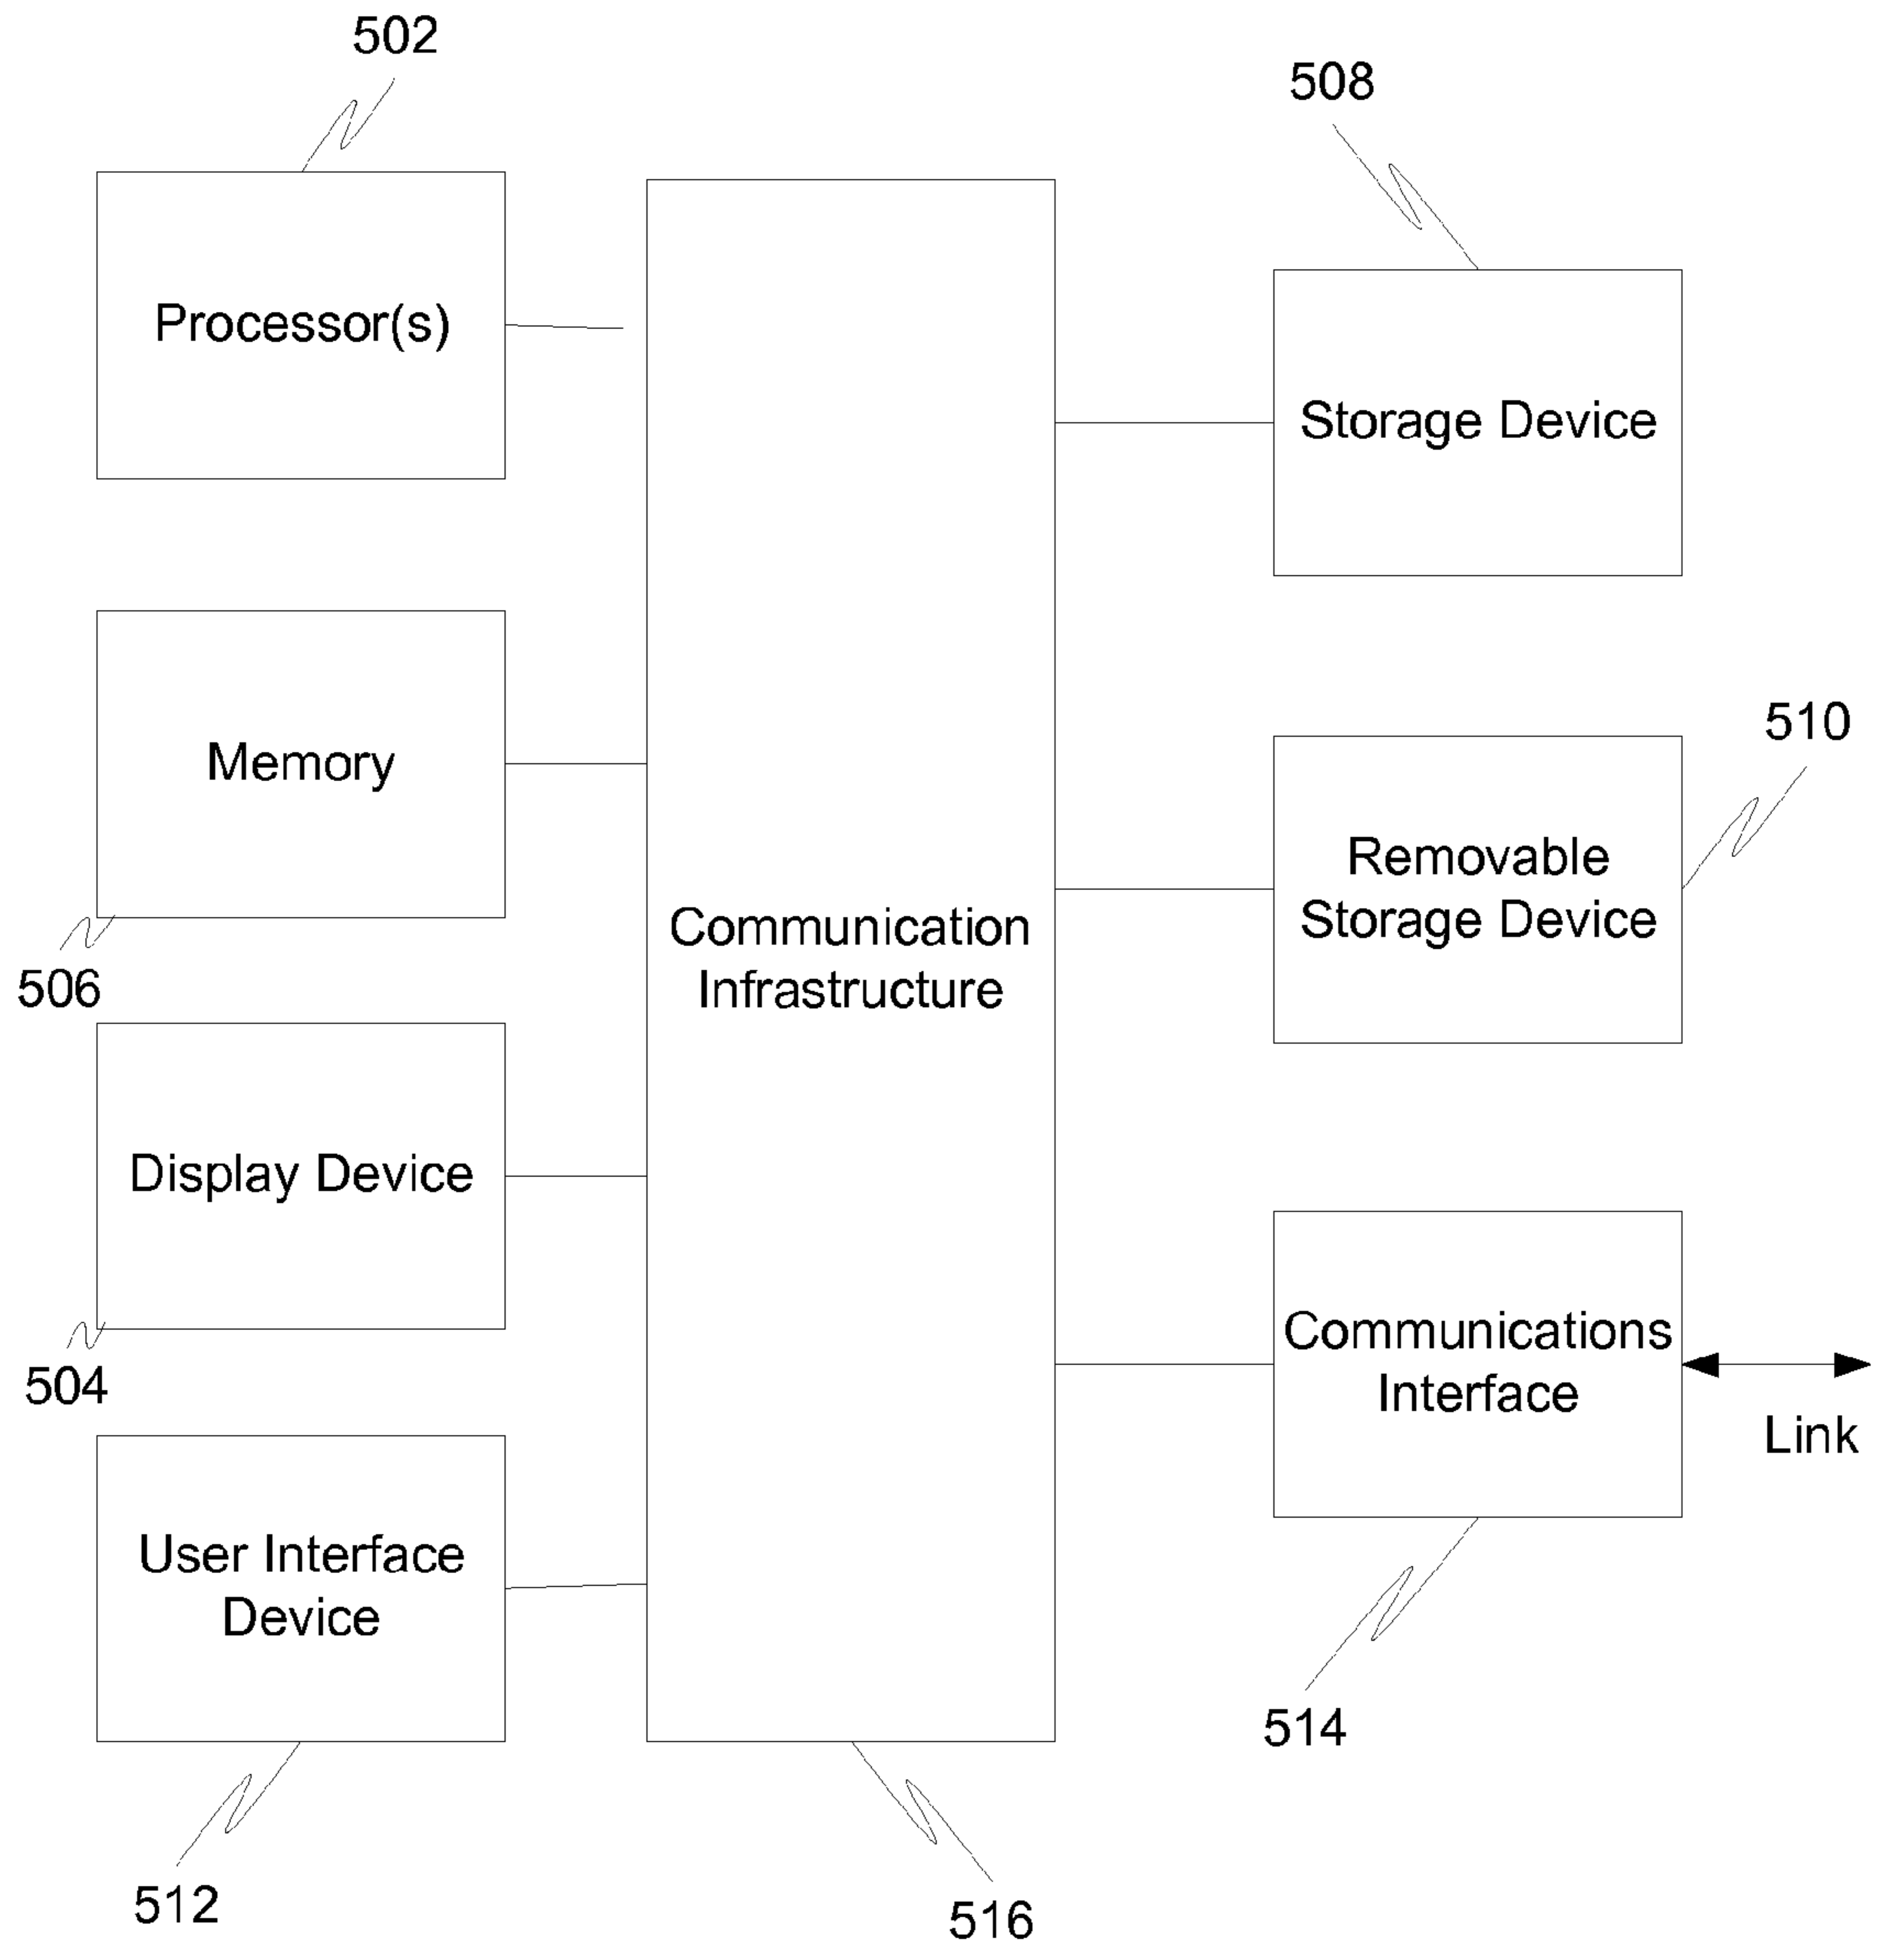 502
508
Processor(s)
Storage Device
510
Memory
Removable
Storage Device
Communication
Infrastructure
506
Display Device
Communications
Interface
504
Link
User Interface
Device
514
512
516